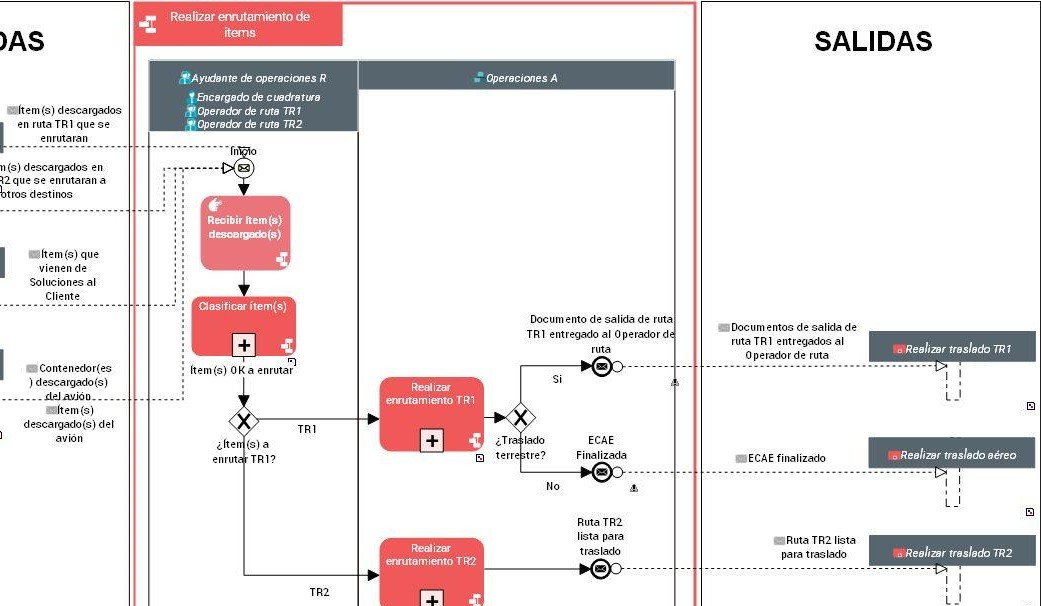 DAS
Ítem(s) descargados
en ruta TR1 que se
enrutaran
m(s) descargados en
R2 que se enrutaran a
otros destinos
Ítem(s) que
vienen de
Soluciones al
Cliente
Contenedor(es
) descargado(s)
del avión
Ítem(s)
descargado(s) del
avión
Realizar enrutamiento de
ítems
Ayudante de operaciones R
Encargado de cuadratura
Operador de ruta TR1
Operador de ruta TR2
Operaciones A
Inicio
Recibir ítem(s)
descargado(s)
Clasificar ítem(s)
Ítem(s) OK a enrutar
¿Ítem(s) a
enrutar TR1?
TR1
TR2
Realizar
enrutamiento TR1
¿Traslado
terrestre?
Si
No
Documento de salida de ruta
TR1 entregado al Operador de
ruta
ECAE
Finalizada
Ruta TR2
lista para
traslado
Realizar
enrutamiento TR2
SALIDAS
Documentos de salida de
ruta TR1 entregados al
Operador de ruta
Realizar traslado TR1
ECAE finalizado
Realizar traslado aéreo
Ruta TR2 lista
para traslado
Realizar traslado TR2